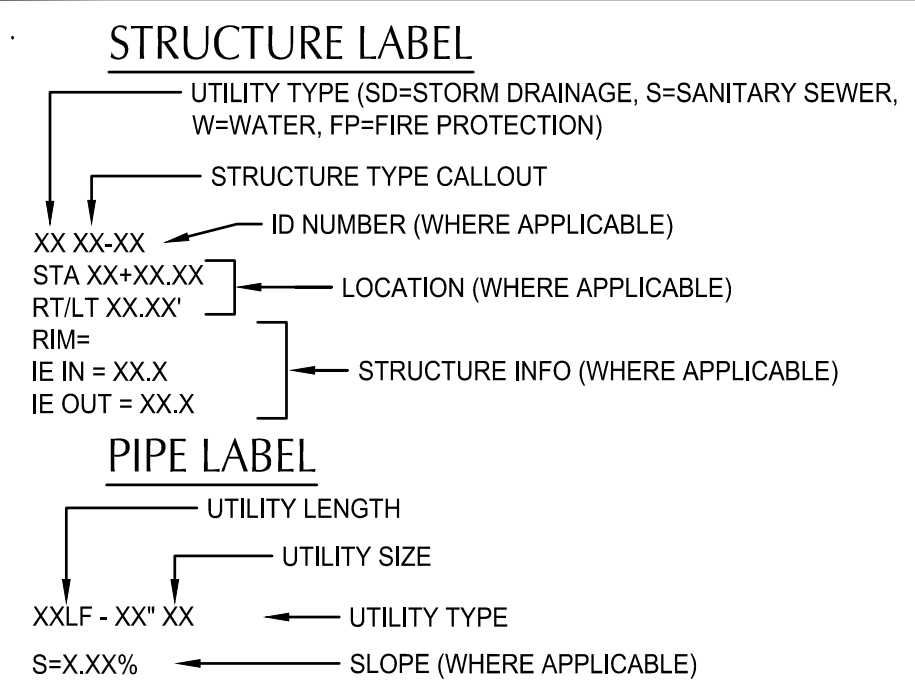 STRUCTURE LABEL
UTILITY TYPE (SD=STORM DRAINAGE, S=SANITARY SEWER,
W=WATER, FP=FIRE PROTECTION)
STRUCTURE TYPE CALLOUT
ID NUMBER (WHERE APPLICABLE)
XX XX-XX
STA XX+XX.XX
RT/LT XX.XX'
LOCATION (WHERE APPLICABLE)
RIM=
IE IN = XX.X
IE OUT = XX.X
STRUCTURE INFO (WHERE APPLICABLE)
PIPE LABEL
UTILITY LENGTH
UTILITY SIZE
XXLF - XX" XX
UTILITY TYPE
S=X.XX%
SLOPE (WHERE APPLICABLE)